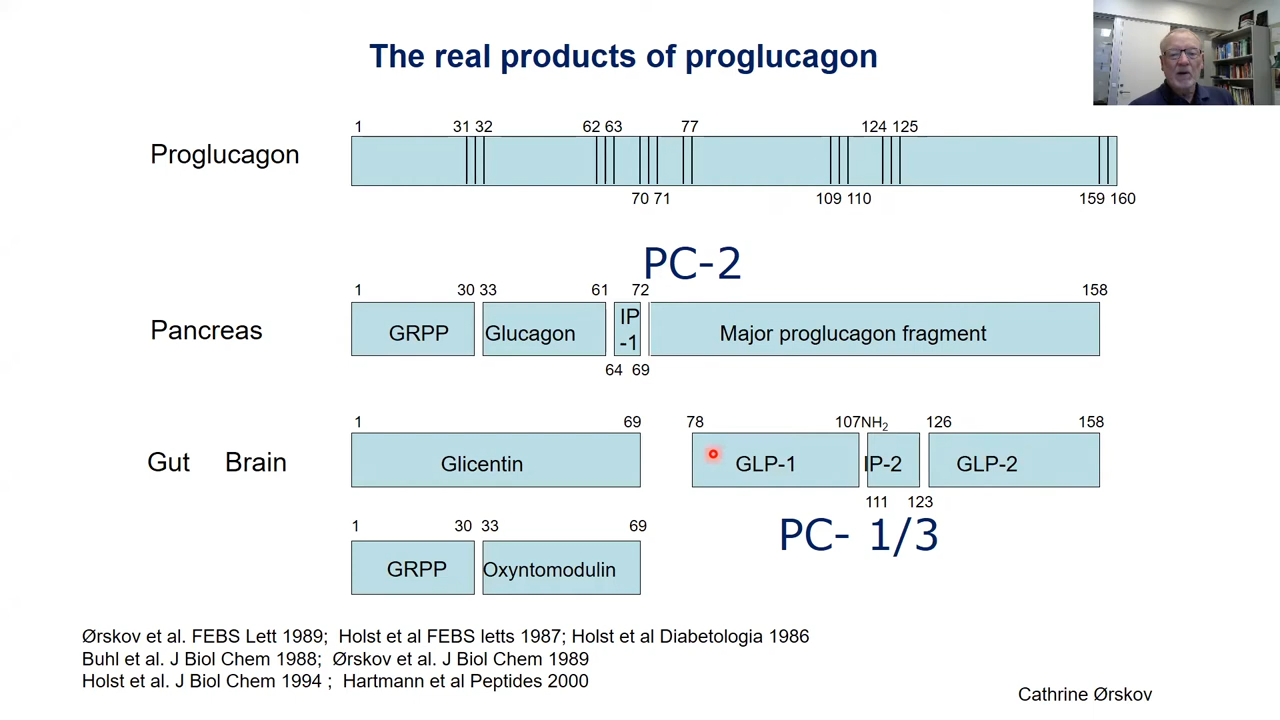 The real products of proglucagon
1 31 32 62 63 77 124 125
Proglucagon
70 71 109 110 159 160
PC-2
1 30 33 61 72 158
Pancreas GRPP Glucagon IP-1 Major proglucagon fragment
64 69
1 69 78 107NH₂ 126 158
Gut Brain Glicentin GLP-1 IP-2 GLP-2
111 123
1 30 33 69 PC- 1/3
GRPP Oxyntomodulin
Ørskov et al. FEBS Lett 1989; Holst et al FEBS letts 1987; Holst et al Diabetologia 1986
Buhl et al. J Biol Chem 1988; Ørskov et al. J Biol Chem 1989
Holst et al. J Biol Chem 1994 ; Hartmann et al Peptides 2000
Cathrine Ørskov